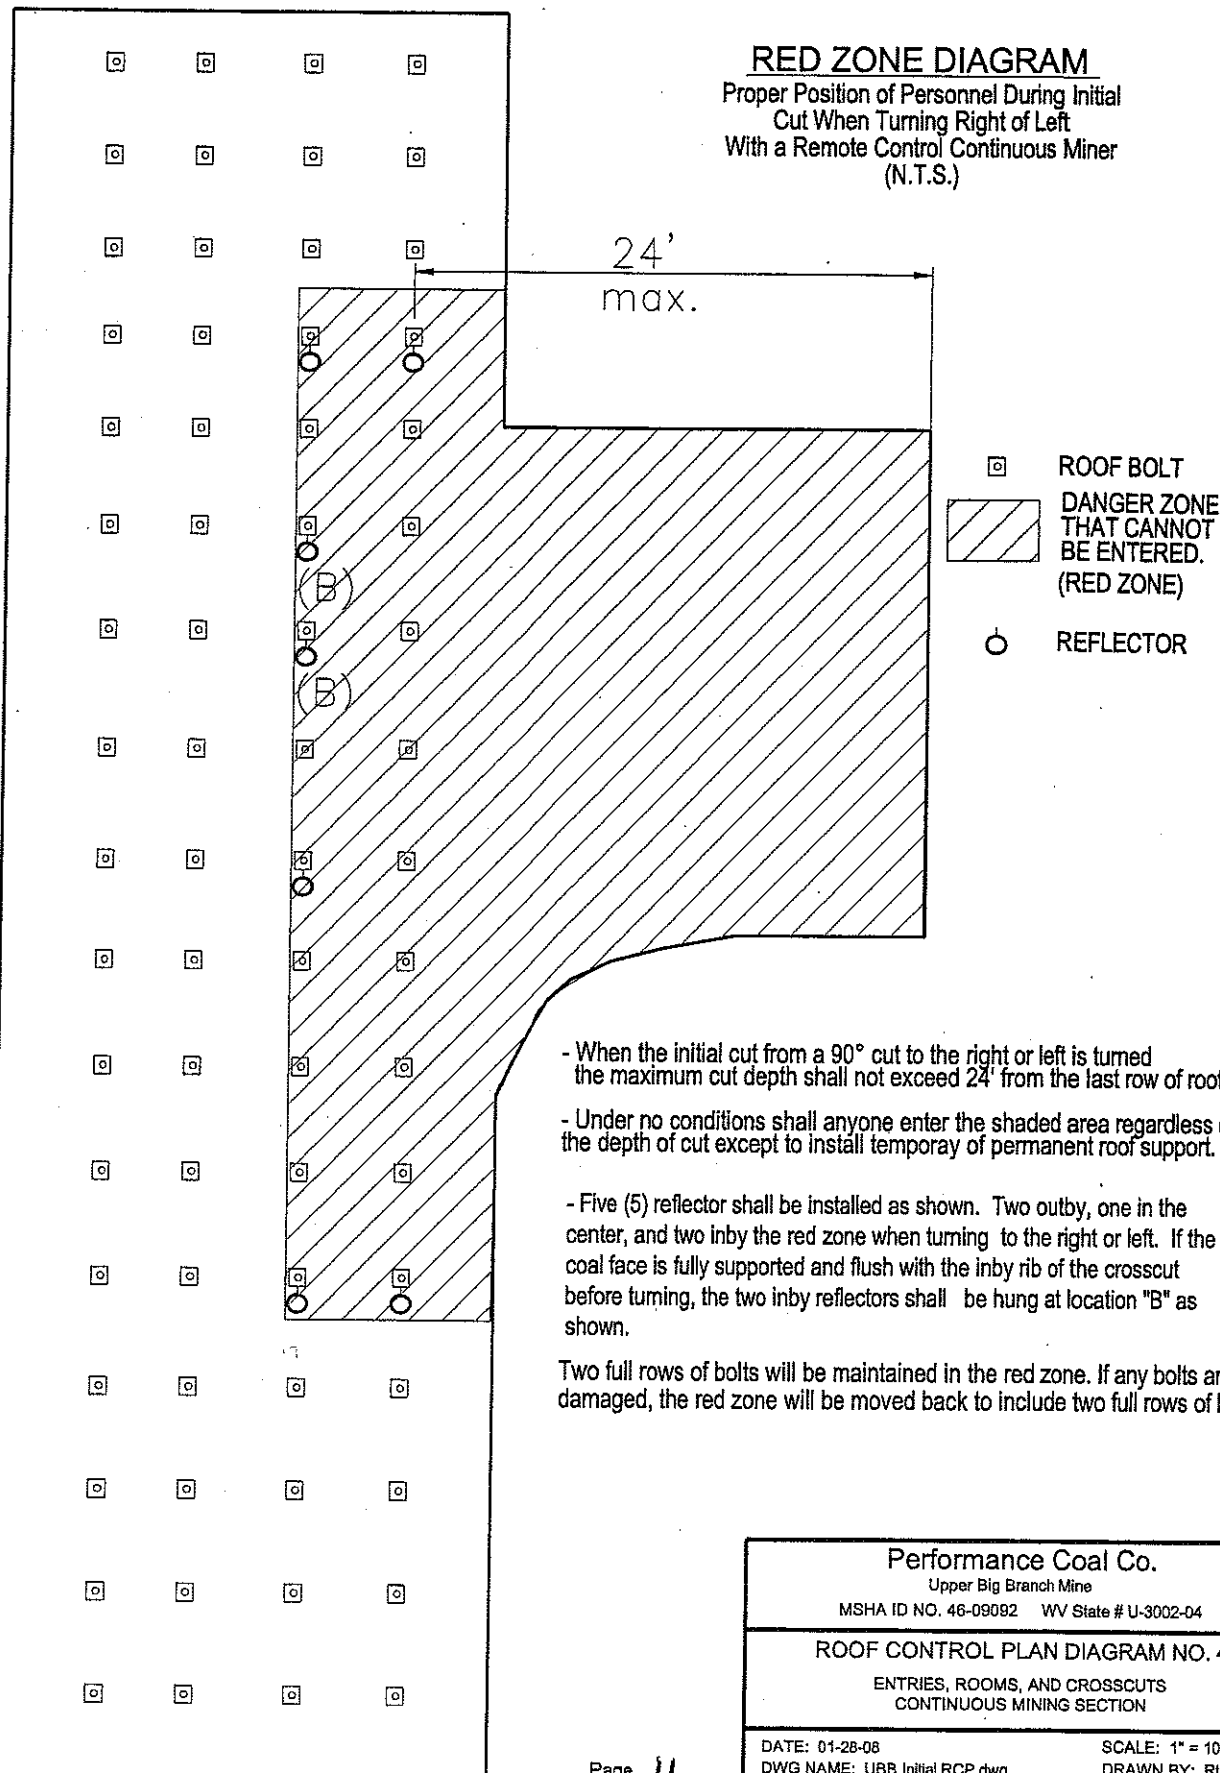 RED ZONE DIAGRAM
Proper Position of Personnel During Initial
Cut When Turning Right of Left
With a Remote Control Continuous Miner
(N.T.S.)
24'
max.
ROOF BOLT
DANGER ZONE
THAT CANNOT
BE ENTERED.
(RED ZONE)
REFLECTOR
(B)
(B)
- When the initial cut from a 90° cut to the right or left is turned
the maximum cut depth shall not exceed 24' from the last row of roof
- Under no conditions shall anyone enter the shaded area regardless
the depth of cut except to install temporay of permanent roof support.
- Five (5) reflector shall be installed as shown. Two outby, one in the
center, and two inby the red zone when turning to the right or left. If the
coal face is fully supported and flush with the inby rib of the crosscut
before turning, the two inby reflectors shall be hung at location "B" as
shown.
Two full rows of bolts will be maintained in the red zone. If any bolts
damaged, the red zone will be moved back to include two full rows of
Performance Coal Co.
Upper Big Branch Mine
MSHA ID NO. 46-09092 WV State # U-3002-04
ROOF CONTROL PLAN DIAGRAM NO.
ENTRIES, ROOMS, AND CROSSCUTS
CONTINUOUS MINING SECTION
DATE: 01-28-08 SCALE: 1" = 10
DWG NAME: UBB Initial RCP.dwg DRAWN BY:
Page